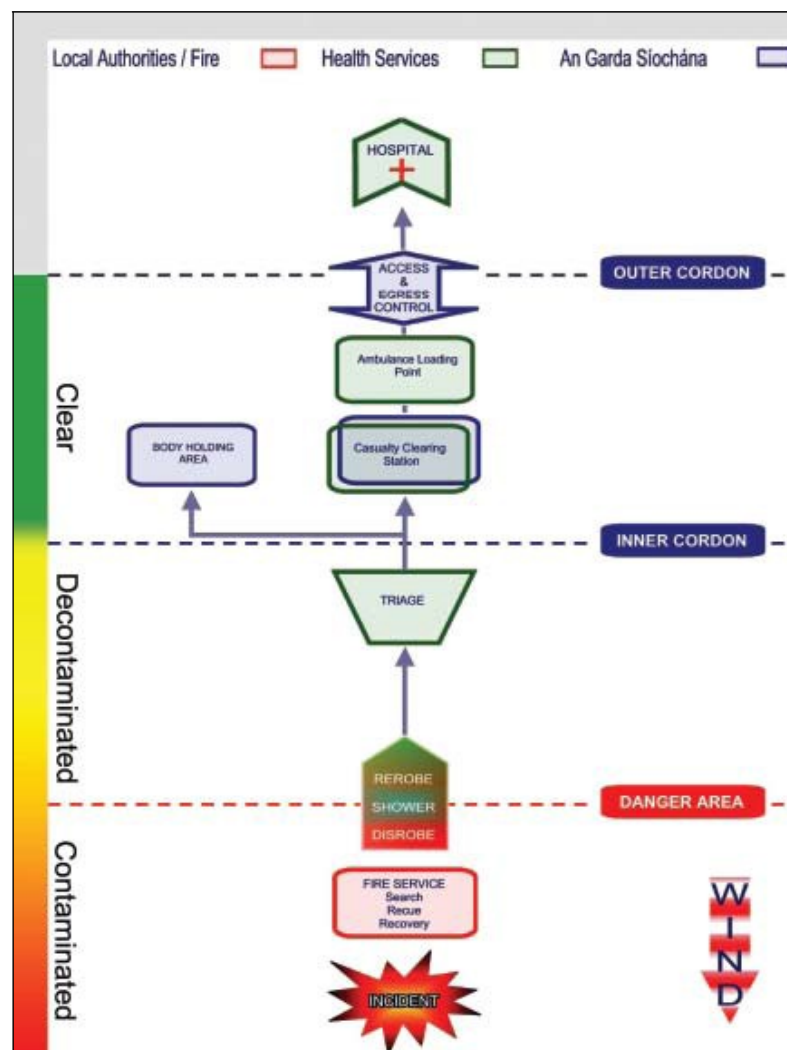 Local Authorities / Fire
Health Services
An Garda Síochána
HOSPITAL
ACCESS
&
EGRESS
CONTROL
OUTER CORDON
Ambulance Loading
Point
Clear
BODY HOLDING
AREA
Casualty Clearing
Station
INNER CORDON
TRIAGE
Decontaminated
REROBE
SHOWER
DISROBE
DANGER AREA
Contaminated
FIRE SERVICE
Search
Recue
Recovery
INCIDENT
WIND